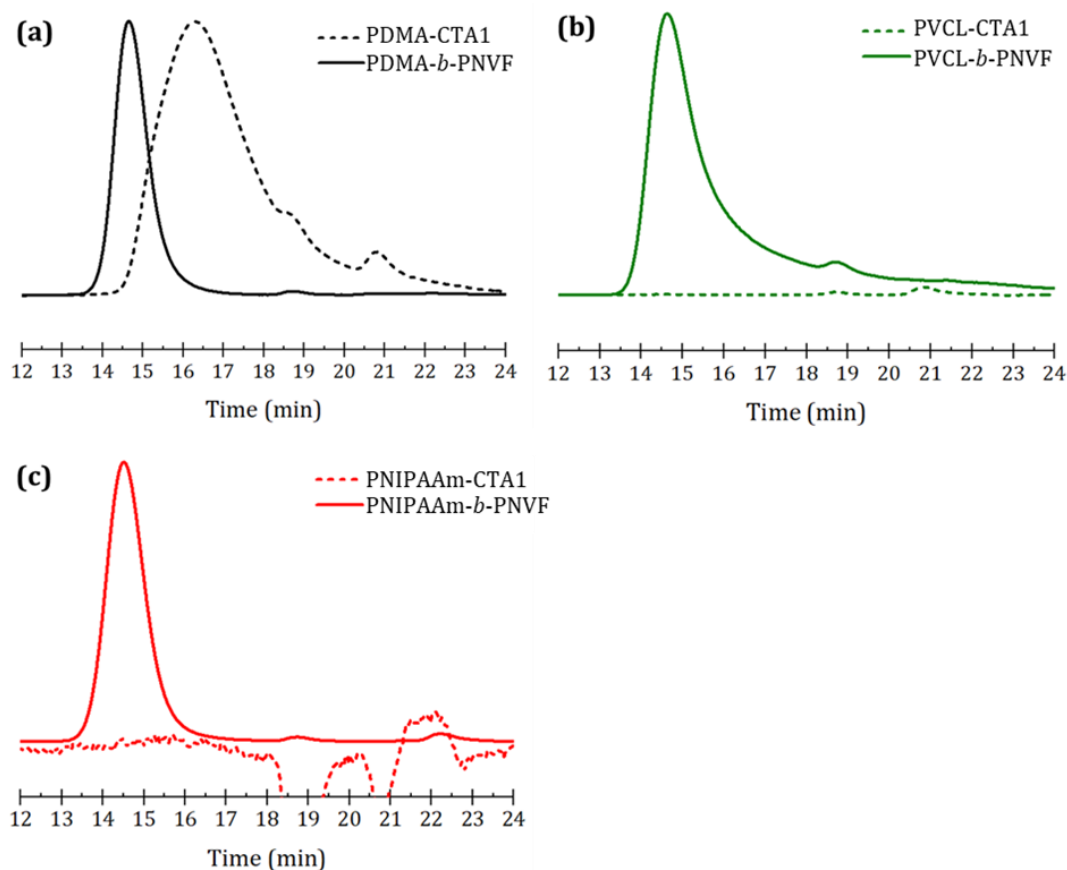 (a)
PDMA-CTA1
PDMA-b-PNVF
12 13 14 15 16 17 18 19 20 21 22 23 24
Time (min)
(b)
PVCL-CTA1
PVCL-b-PNVF
12 13 14 15 16 17 18 19 20 21 22 23 24
Time (min)
(c)
PNIPAAm-CTA1
PNIPAAm-b-PNVF
12 13 14 15 16 17 18 19 20 21 22 23 24
Time (min)